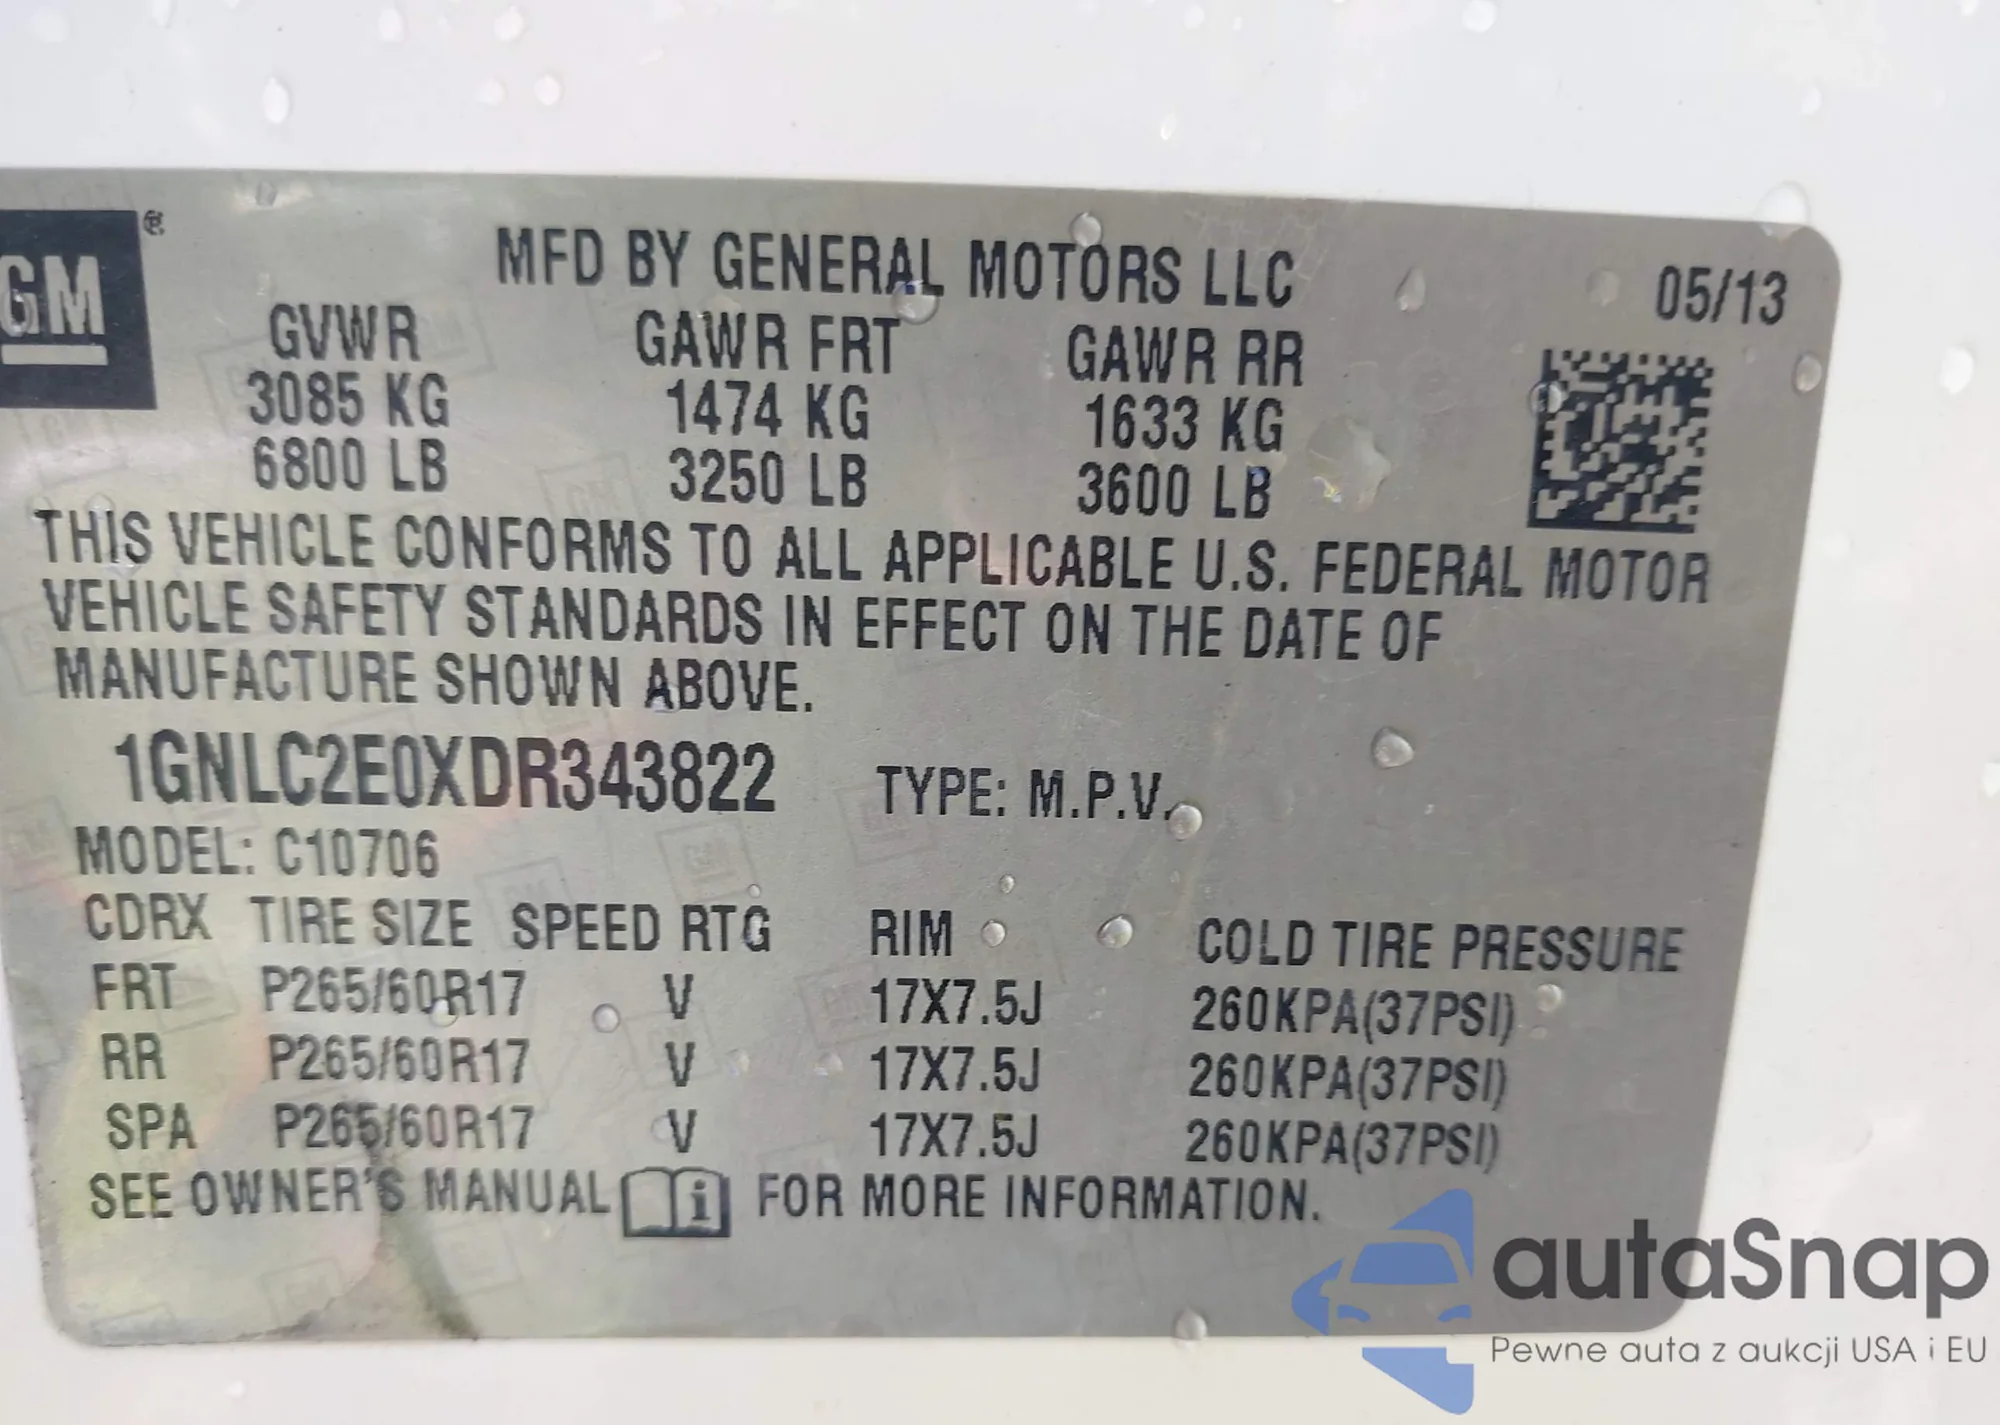 GM®
MFD BY GENERAL MOTORS LLC
05/13
GVWR GAWR FRT GAWR RR
3085 KG 1474 KG 1633 KG
6800 LB 3250 LB 3600 LB
THIS VEHICLE CONFORMS TO ALL APPLICABLE U.S. FEDERAL MOTOR
VEHICLE SAFETY STANDARDS IN EFFECT ON THE DATE OF
MANUFACTURE SHOWN ABOVE.
1GNLC2E0XDR343822 TYPE: M.P.V.
MODEL: C10706
CDRX TIRE SIZE SPEED RTG RIM COLD TIRE PRESSURE
FRT P265/60R17 V 17X7.5J 260KPA(37PSI)
RR P265/60R17 V 17X7.5J 260KPA(37PSI)
SPA P265/60R17 V 17X7.5J 260KPA(37PSI)
SEE OWNER'S MANUAL i FOR MORE INFORMATION.
autaSnap
Pewne auta z aukcji USA i EU